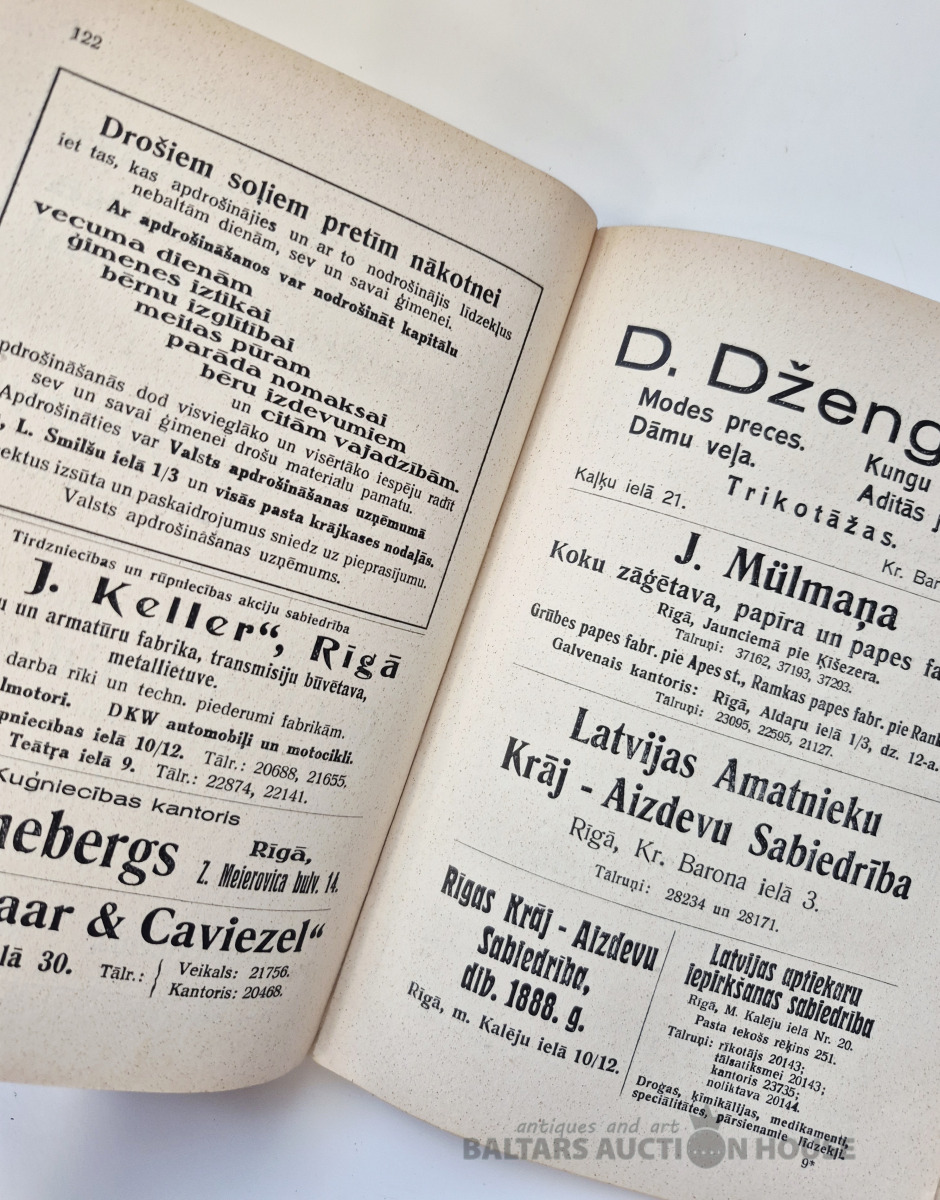 122
Drošiem soļiem pretīm nākotnei
iet tas, kas apdrošinājies un ar to nodrošinājis līdzekļus
nebaltām dienām, sev un savai ģimenei.
Ar apdrošināšanos var nodrošināt kapitālu
vecuma dienām
ģimenes iztikai
bērnu izglītībai
meitas pūram
parāda nomaksai
bēru izdevumiem
un citām vajadzībām.
pdrošināšanās dod visvieglāko un visērtāko iespēju radīt
sev un savai ģimenei drošu materialu pamatu.
Apdrošināties var Valsts apdrošināšanas uzņēmumā
, L. Smilšu ielā 1/3 un visās pasta krājkases nodaļās.
ektus izsūta un paskaidrojumus sniedz uz pieprasījumu.
Valsts apdrošināšanas uzņēmums.
Tirdzniecības un rūpniecības akciju sabiedrība
J. Keller“, Rīgā
u un armatūru fabrika, transmisiju būvētava,
metallietuve.
darba rīki un techn. piederumi fabrikām.
lmotori. DKW automobiļi un motocikli.
pniecības ielā 10/12. Tālr.: 20688, 21655.
Teātra ielā 9. Tālr.: 22874, 22141.
Kuģniecības kantoris
nebergs Rīgā,
Z. Meierovica bulv. 14.
aar & Caviezel“
lā 30. Tālr.: Veikals: 21756.
Kantoris: 20468.
D. Dženg
Modes preces.
Dāmu veļa.
Kungu
Aditās j
Trikotāžas.
Kaļķu ielā 21.
Kr. Bar
J. Mülmaņa
Koku zāģētava, papīra un papes fa
Rīgā, Jaunciemā pie Ķīšezera.
Tālruņi: 37162, 37193, 37293.
Grūbes papes fabr. pie Apes st., Ramkas papes fabr. pie Ran
Galvenais kantoris: Rīgā, Aldaŗu ielā 1/3, dz. 12-a.
Tālruņi: 23095, 22595, 21127.
Latvijas Amatnieku
Krāj - Aizdevu Sabiedrība
Rīgā, Kr. Barona ielā 3.
Tālruņi: 28234 un 28171.
Rīgas Krāj - Aizdevu
Sabiedrība,
dib. 1888. g.
Rīgā, m. Kalēju ielā 10/12.
Latvijas aptiekaru
iepirkšanas sabiedrība
Rīgā, M. Kalēju ielā Nr. 20.
Pasta tekošs rēķins 251.
Tālruņi: rīkotājs 20143;
tālsatiksmei 20143;
kantoris 23735;
noliktava 20144.
Drogas, ķimikālijas, medikamenti,
speciālitātes, pārsienamie līdzekļi.
9*
antiques and art
BALTARS AUCTION HOUSE